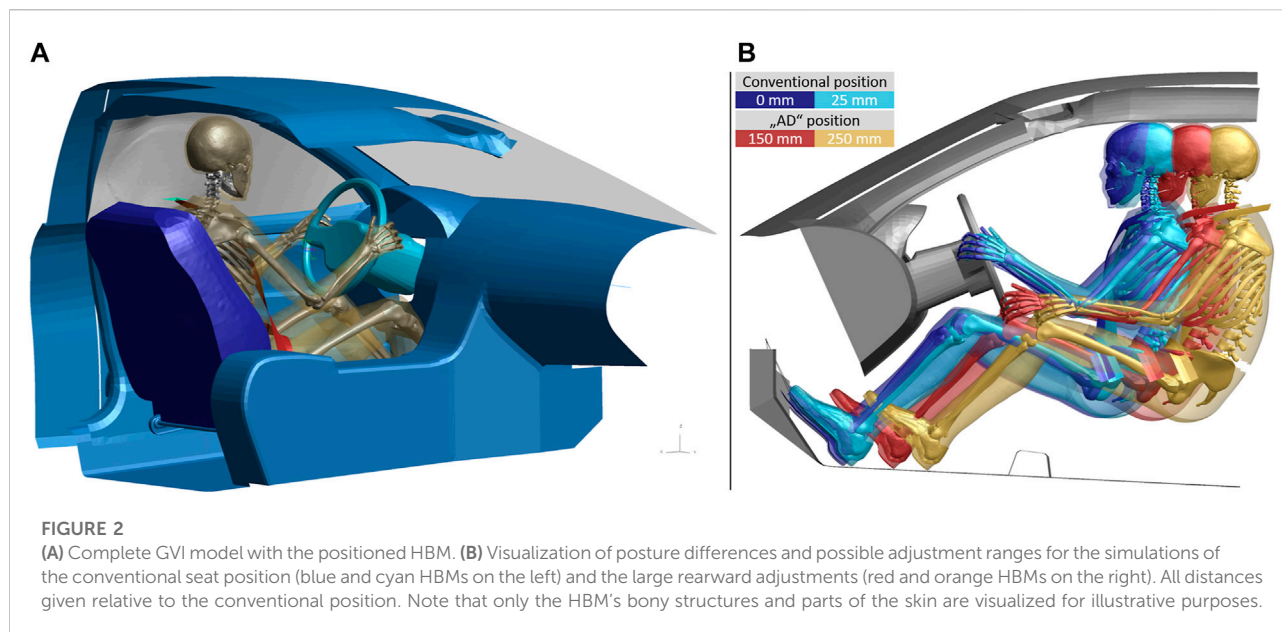 A
B
Conventional position
0 mm 25 mm
„AD“ position
150 mm 250 mm
FIGURE 2
(A) Complete GVI model with the positioned HBM. (B) Visualization of posture differences and possible adjustment ranges for the simulations of
the conventional seat position (blue and cyan HBMs on the left) and the large rearward adjustments (red and orange HBMs on the right). All distances
given relative to the conventional position. Note that only the HBM’s bony structures and parts of the skin are visualized for illustrative purposes.